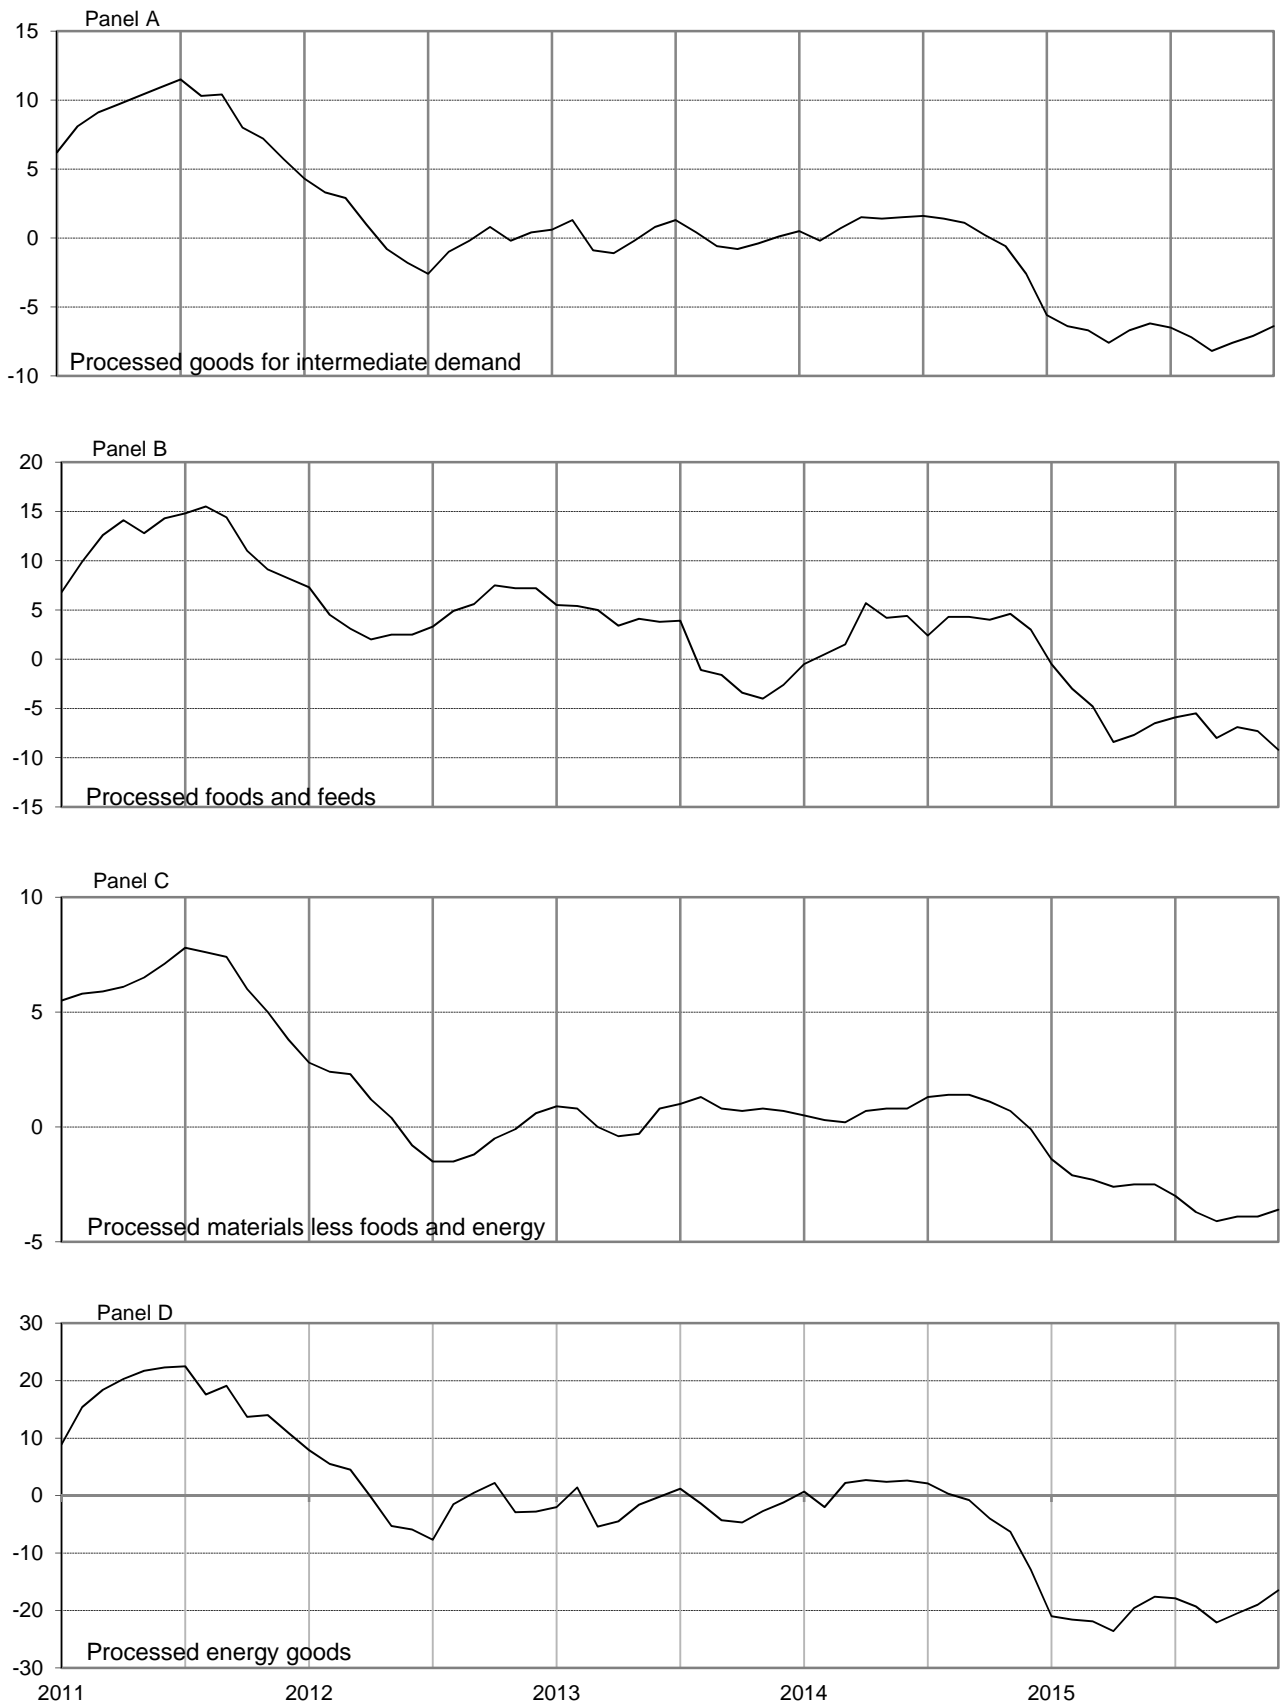 Panel A
15
10
5
0
-5
-10
Processed goods for intermediate demand
Panel B
20
15
10
5
0
-5
-10
-15
Processed foods and feeds
Panel C
10
5
0
-5
Processed materials less foods and energy
Panel D
30
20
10
0
-10
-20
-30
Processed energy goods
2011 2012 2013 2014 2015